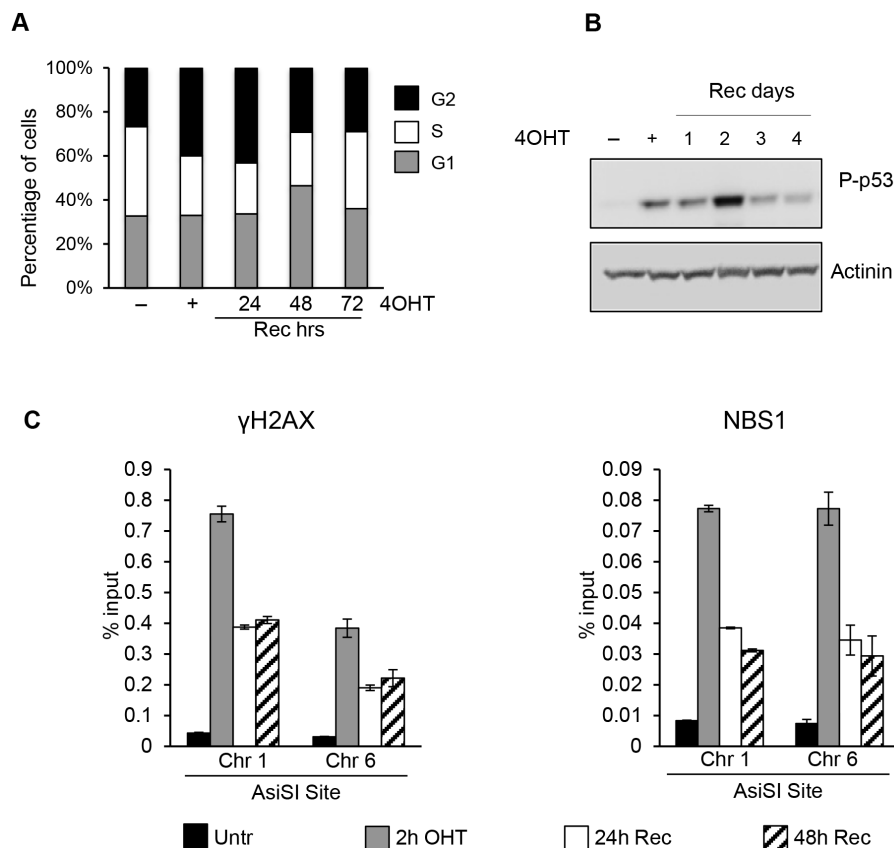 A
100%
80%
60%
40%
20%
0%
Percentiage of cells
G2
S
G1
– + 24 48 72 4OHT
Rec hrs
B
Rec days
4OHT – + 1 2 3 4
P-p53
Actinin
C
γH2AX
0.9
0.8
0.7
0.6
0.5
0.4
0.3
0.2
0.1
0
% input
Chr 1 Chr 6
AsiSI Site
NBS1
0.09
0.08
0.07
0.06
0.05
0.04
0.03
0.02
0.01
0
% input
Chr 1 Chr 6
AsiSI Site
Untr 2h OHT 24h Rec 48h Rec